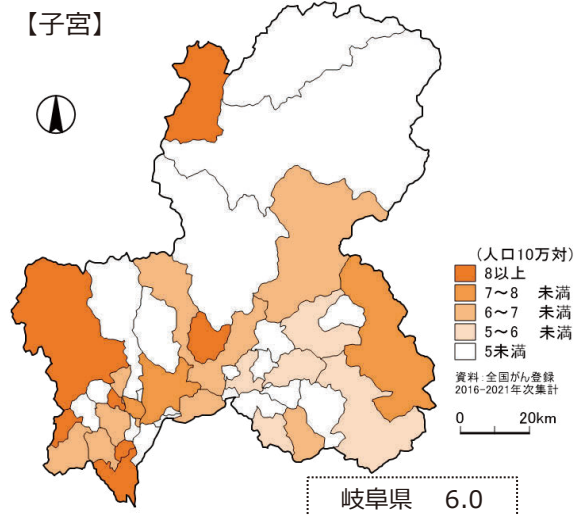 【子宮】
(人口10万対)
8以上
7~8 未満
6~7 未満
5~6 未満
5未満
資料:全国がん登録
2016-2021年次集計
0 20km
岐阜県 6.0